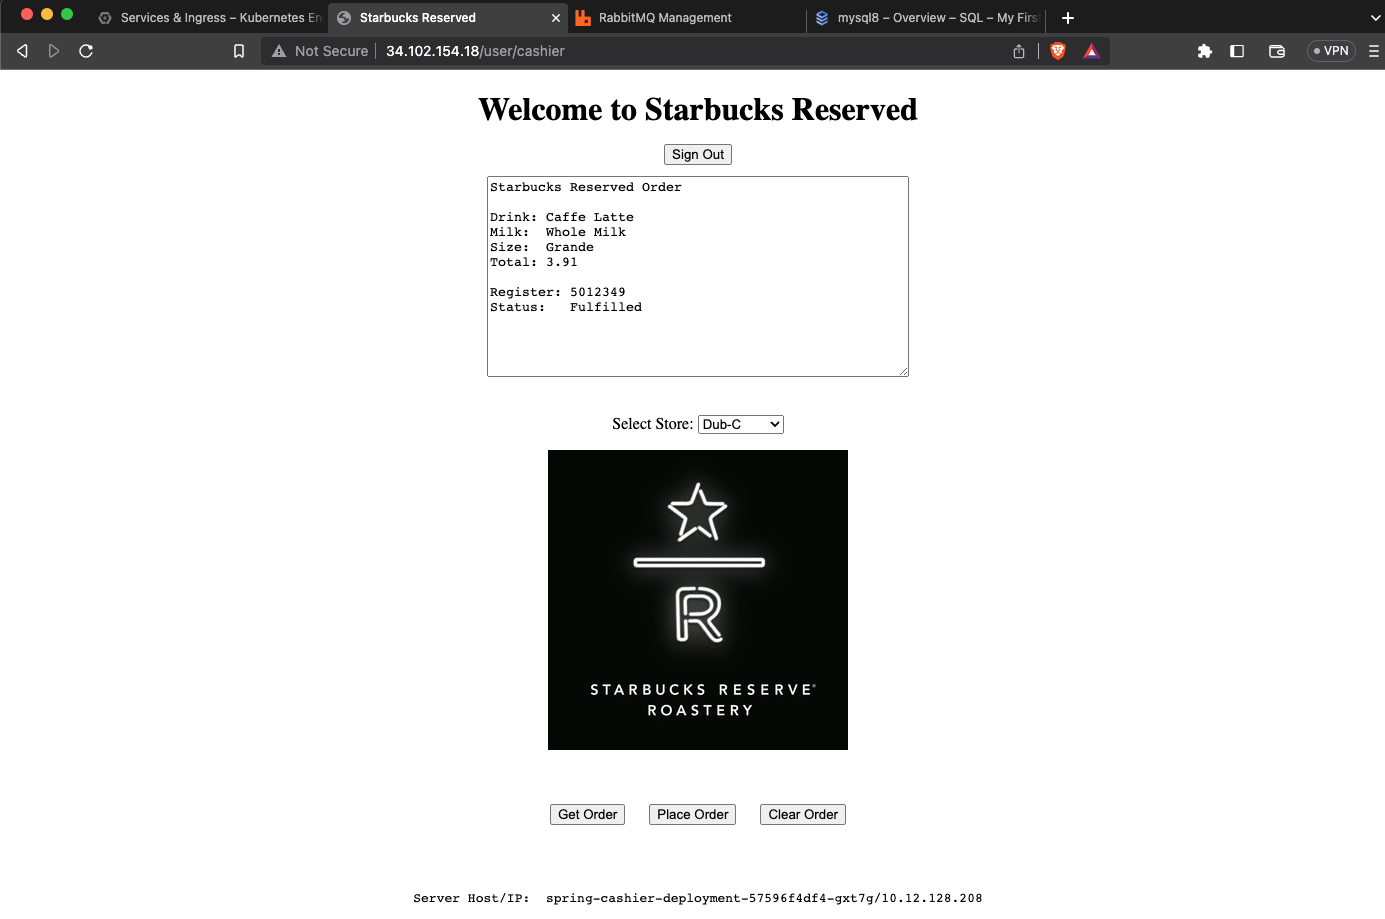 Services & Ingress – Kubernetes En
Starbucks Reserved
RabbitMQ Management
mysql8 – Overview – SQL – My First
Not Secure
34.102.154.18/user/cashier
VPN
Welcome to Starbucks Reserved
Sign Out
Starbucks Reserved Order
Drink: Caffe Latte
Milk:  Whole Milk
Size:  Grande
Total: 3.91
Register: 5012349
Status:   Fulfilled
Select Store: Dub-C
R
STARBUCKS RESERVE®
ROASTERY
Get Order
Place Order
Clear Order
Server Host/IP:  spring-cashier-deployment-57596f4df4-gxt7g/10.12.128.208